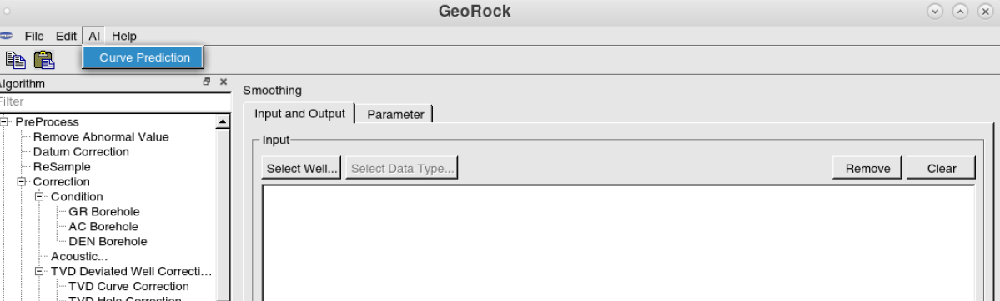 GeoRock
File Edit AI Help
Curve Prediction
Algorithm
Filter
PreProcess
Remove Abnormal Value
Datum Correction
ReSample
Correction
Condition
GR Borehole
AC Borehole
DEN Borehole
Acoustic...
TVD Deviated Well Correcti...
TVD Curve Correction
TVD Hole Correction
Smoothing
Input and Output Parameter
Input
Select Well... Select Data Type... Remove Clear